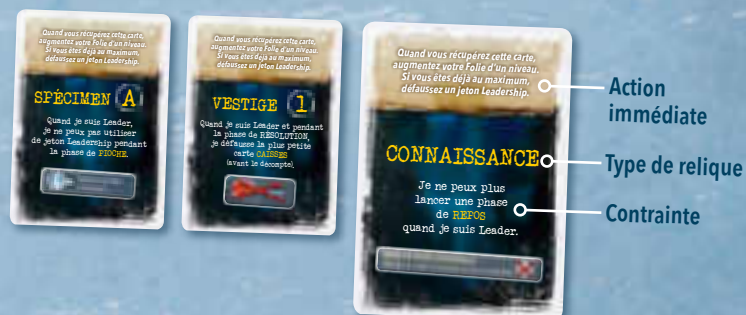 Quand vous récupérez cette carte,
augmentez votre Folie d'un niveau.
Si vous êtes déjà au maximum,
défaussez un jeton Leadership.
SPÉCIMEN A
Quand je suis Leader,
je ne peux pas utiliser
de jeton Leadership pendant
la phase de PIOCHE.
Quand vous récupérez cette carte,
augmentez votre Folie d'un niveau.
Si vous êtes déjà au maximum,
défaussez un jeton Leadership.
VESTIGE 1
Quand je suis Leader et pendant
la phase de RESOLUTION,
je défausse la plus petite
carte CAISSES
(avant le décompte).
Quand vous récupérez cette carte,
augmentez votre Folie d'un niveau.
Si vous êtes déjà au maximum,
défaussez un jeton Leadership.
CONNAISSANCE
Je ne peux plus
lancer une phase
de REPOS
quand je suis Leader.
Action
immédiate
Type de relique
Contrainte